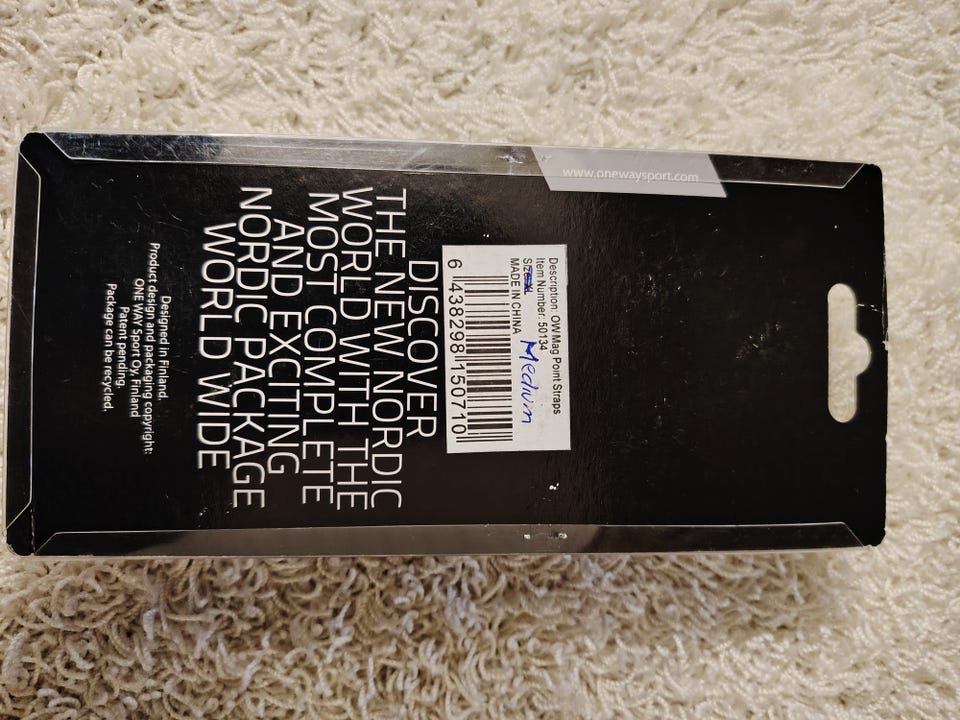 www.onewaysport.com
Description: OW Mag Point Straps
Item Number: 50134
SIZE: XL Medium
MADE IN CHINA
6 438298 150710
DISCOVER
THE NEW NORDIC
WORLD WITH THE
MOST COMPLETE
AND EXCITING
NORDIC PACKAGE
WORLD WIDE
Designed in Finland.
Product design and packaging copyright:
ONE WAY Sport Oy, Finland
Patent pending.
Package can be recycled.